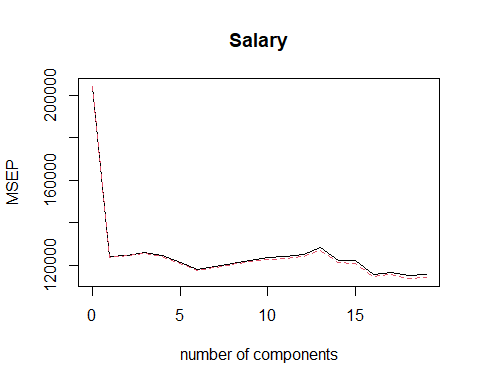 Salary
MSEP
200000
160000
120000
0 5 10 15
number of components